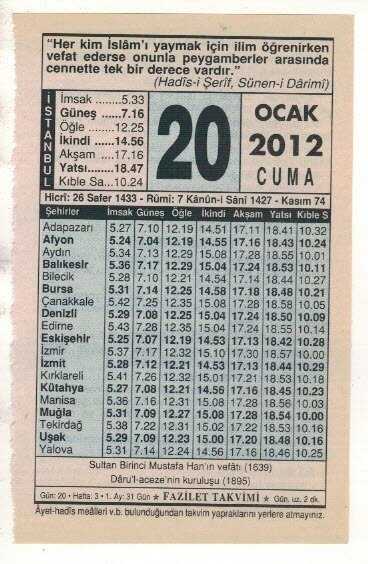 “Her kim İslâm’ı yaymak için ilim öğrenirken
vefat ederse onunla peygamberler arasında
cennette tek bir derece vardır.”
(Hadîs-i Şerîf, Sünen-i Dârimî)
İSTANBUL
İmsak ........5.33
Güneş ......7.16
Öğle ........12.25
İkindi ......14.56
Akşam ....17.16
Yatsı.......18.47
Kıble Sa...10.24
20
OCAK
2012
CUMA
Hicrî: 26 Safer 1433 - Rûmî: 7 Kânûn-i Sânî 1427 - Kasım 74
Şehirler İmsak Güneş Öğle İkindi Akşam Yatsı Kıble S
Adapazarı 5.27 7.10 12.19 14.51 17.11 18.41 10.32
Afyon 5.24 7.04 12.19 14.55 17.16 18.43 10.24
Aydın 5.34 7.13 12.29 15.08 17.28 18.55 10.01
Balıkesir 5.36 7.17 12.29 15.04 17.24 18.53 10.11
Bilecik 5.28 7.10 12.21 14.54 17.14 18.44 10.27
Bursa 5.31 7.14 12.25 14.58 17.18 18.48 10.21
Çanakkale 5.42 7.25 12.35 15.08 17.28 18.58 10.05
Denizli 5.29 7.08 12.25 15.04 17.24 18.50 10.09
Edirne 5.43 7.28 12.35 15.04 17.24 18.55 10.14
Eskişehir 5.25 7.07 12.19 14.53 17.13 18.42 10.28
İzmir 5.37 7.17 12.32 15.10 17.30 18.57 10.00
İzmit 5.28 7.12 12.21 14.53 17.13 18.44 10.29
Kırklareli 5.41 7.26 12.32 15.01 17.21 18.53 10.18
Kütahya 5.27 7.08 12.21 14.56 17.16 18.45 10.23
Manisa 5.36 7.16 12.31 15.08 17.28 18.56 10.03
Muğla 5.31 7.09 12.27 15.08 17.28 18.54 10.00
Tekirdağ 5.38 7.22 12.31 15.02 17.22 18.53 10.16
Uşak 5.29 7.09 12.23 15.00 17.20 18.48 10.16
Yalova 5.31 7.14 12.24 14.56 17.16 18.46 10.25
Sultan Birinci Mustafa Han’ın vefâtı (1639)
Dâru’l-aceze’nin kuruluşu (1895)
Gün: 20 • Hafta: 3 • 1. Ay: 31 Gün ★ FAZİLET TAKVİMİ ★ Gün. uz. 2 dk.
Âyet-hadîs meâlleri v.b. bulunduğundan takvim yapraklarını yerlere atmayınız.